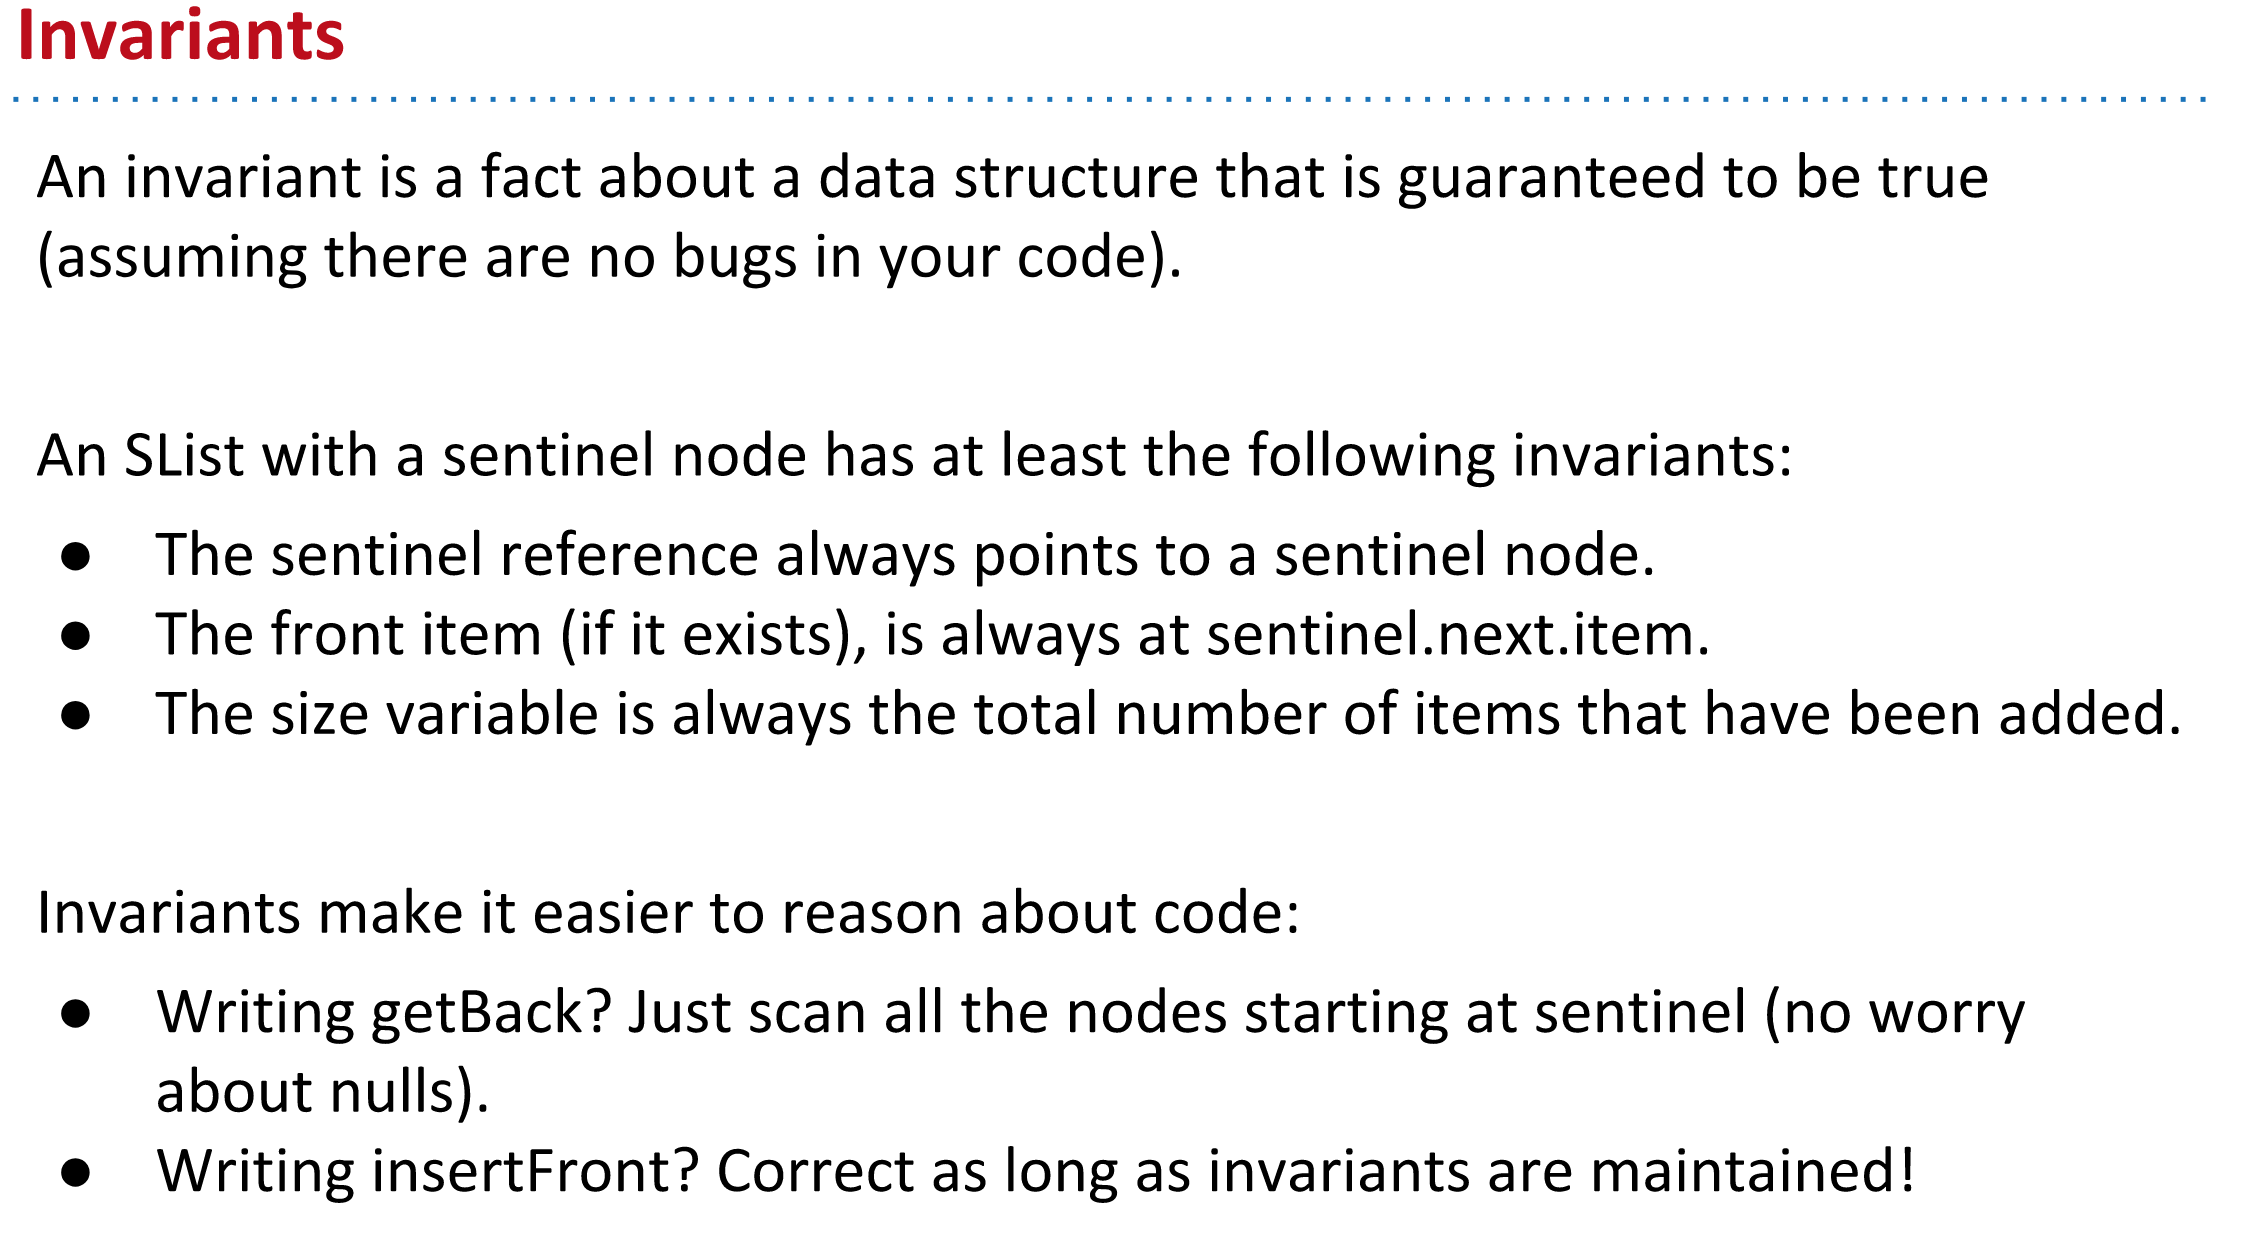 Invariants
An invariant is a fact about a data structure that is guaranteed to be true
(assuming there are no bugs in your code).
An SList with a sentinel node has at least the following invariants:
● The sentinel reference always points to a sentinel node.
● The front item (if it exists), is always at sentinel.next.item.
● The size variable is always the total number of items that have been added.
Invariants make it easier to reason about code:
● Writing getBack? Just scan all the nodes starting at sentinel (no worry
about nulls).
● Writing insertFront? Correct as long as invariants are maintained!